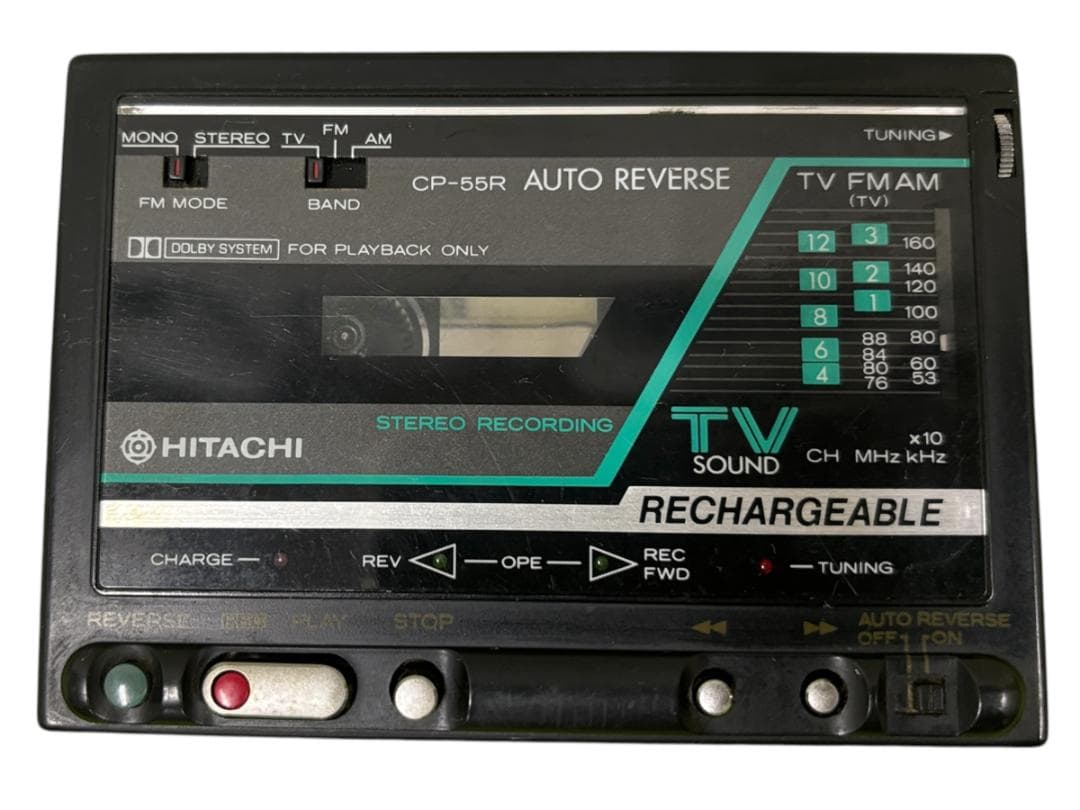 MONO STEREO TV FM AM
FM MODE BAND
TUNING
CP-55R AUTO REVERSE
DOLBY SYSTEM FOR PLAYBACK ONLY
TV FM AM
(TV)
12 3 160
10 2 140
1 120
8 100
6 88 80
84
4 80 60
76 53
STEREO RECORDING
HITACHI
TV
SOUND
CH MHz x10 kHz
RECHARGEABLE
CHARGE
REV OPE REC
FWD
TUNING
REVERSE REC PLAY STOP
AUTO REVERSE
OFF ON